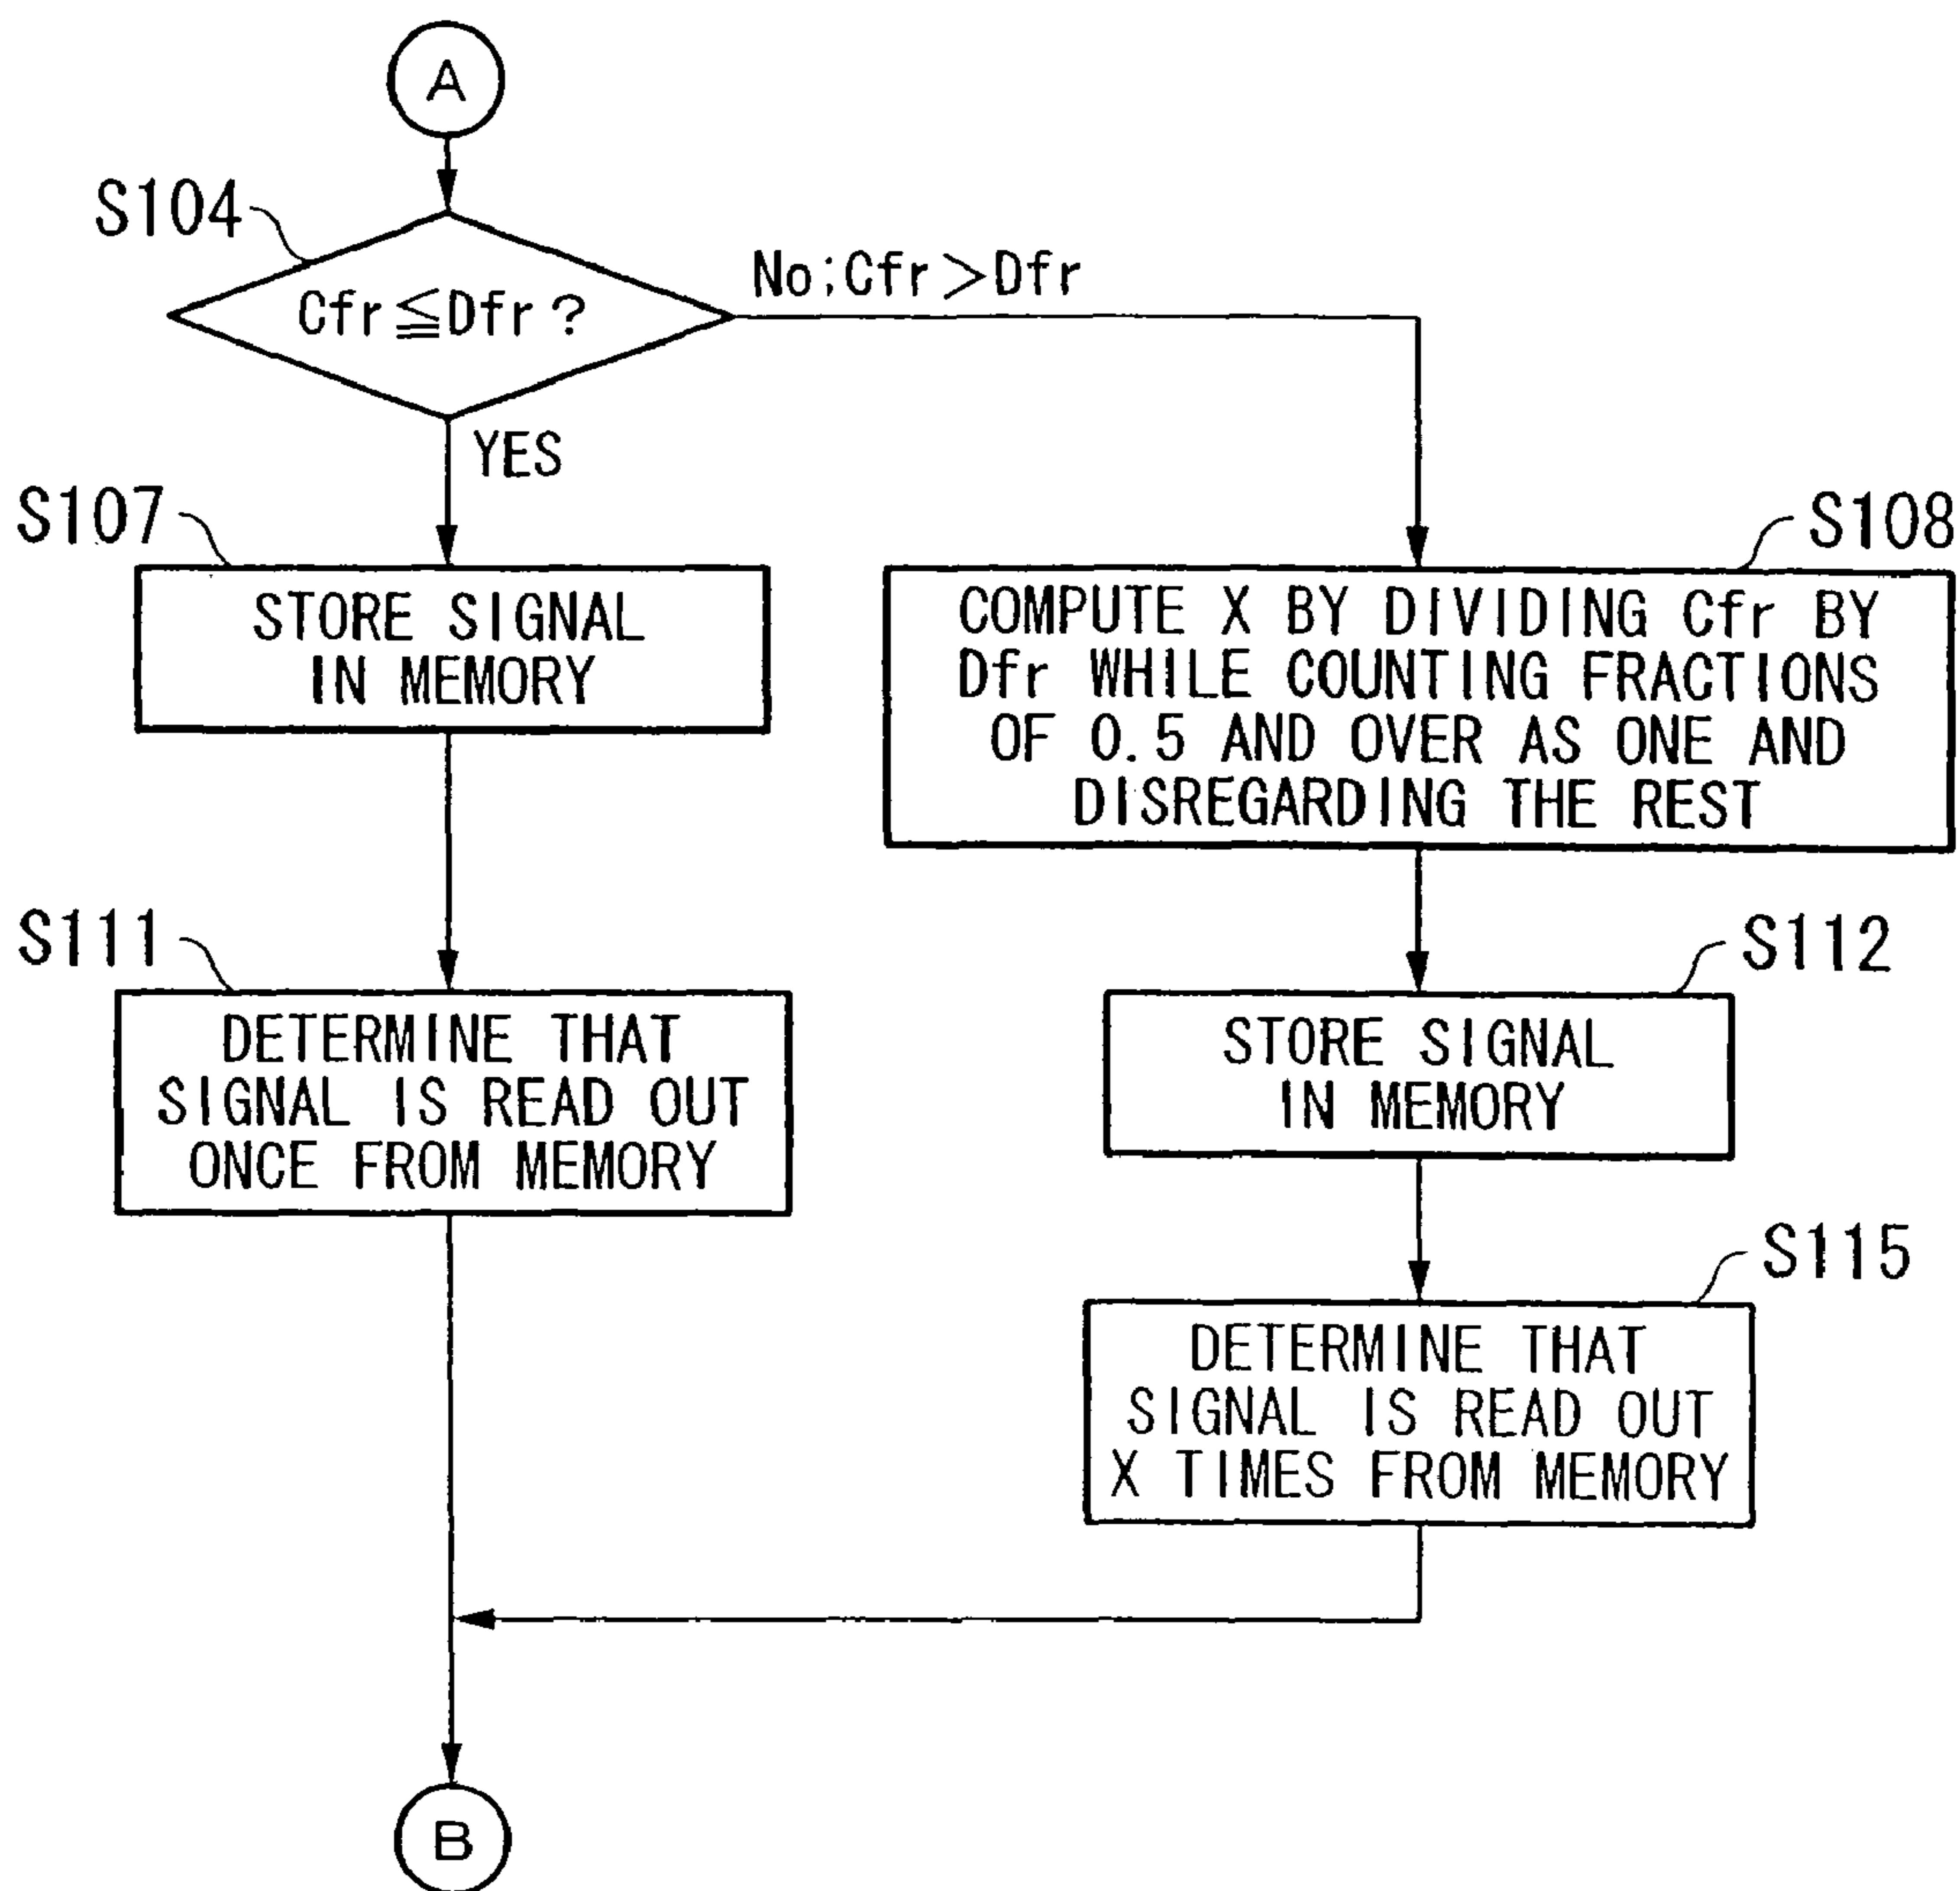 A
S104
Cfr≦Dfr?
No;Cfr>Dfr
YES
S107
STORE SIGNAL
IN MEMORY
S108
COMPUTE X BY DIVIDING Cfr BY
Dfr WHILE COUNTING FRACTIONS
OF 0.5 AND OVER AS ONE AND
DISREGARDING THE REST
S111
DETERMINE THAT
SIGNAL IS READ OUT
ONCE FROM MEMORY
S112
STORE SIGNAL
IN MEMORY
S115
DETERMINE THAT
SIGNAL IS READ OUT
X TIMES FROM MEMORY
B